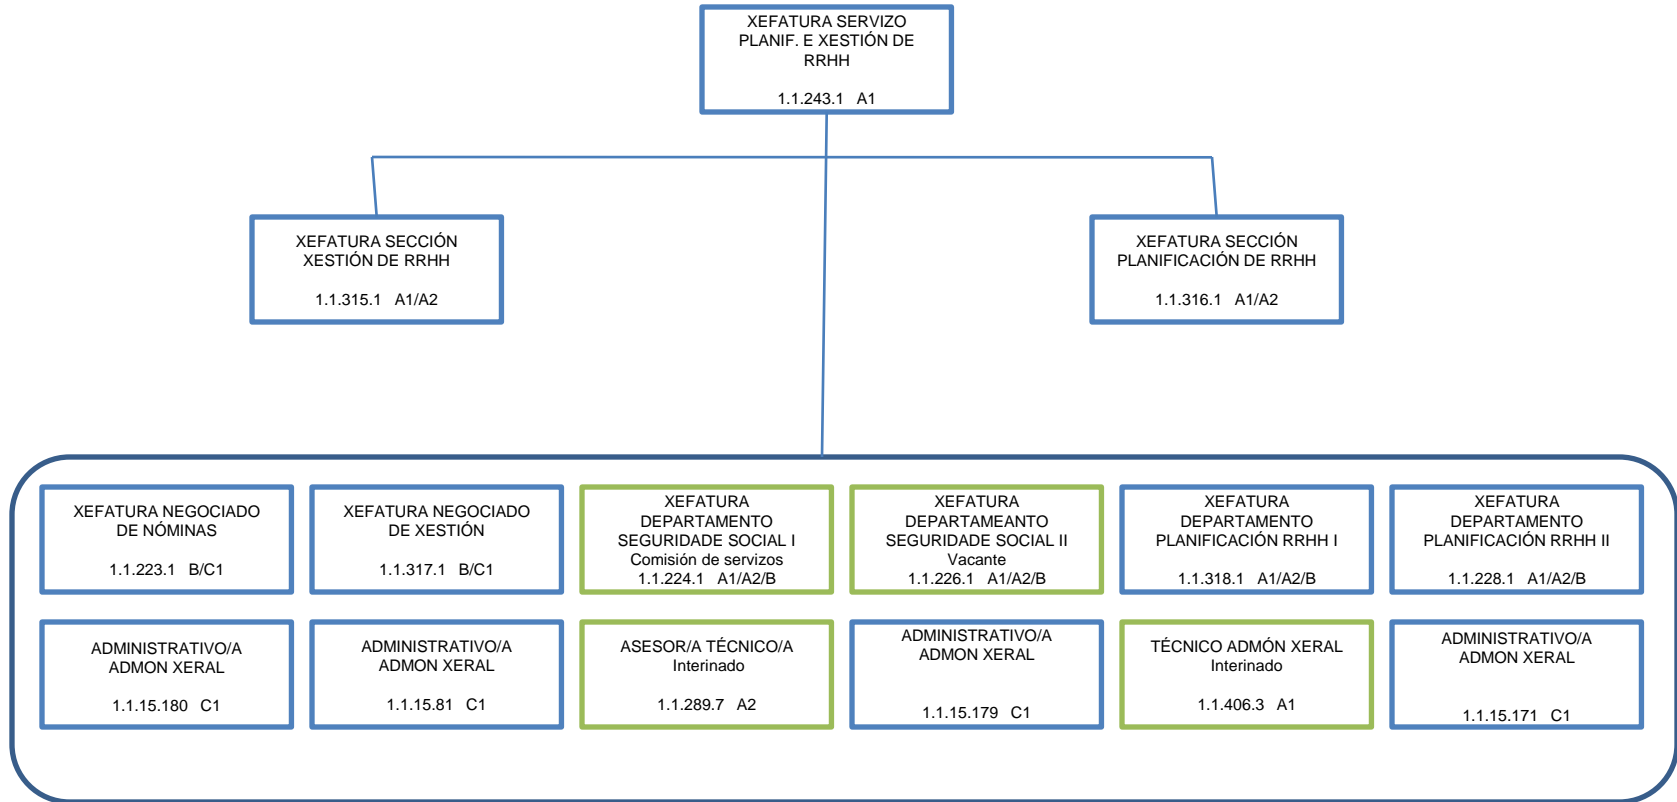 XEFATURA SERVIZO
PLANIF. E XESTIÓN DE
RRHH
1.1.243.1 A1
XEFATURA SECCIÓN
XESTIÓN DE RRHH
1.1.315.1 A1/A2
XEFATURA SECCIÓN
PLANIFICACIÓN DE RRHH
1.1.316.1 A1/A2
XEFATURA NEGOCIADO
DE NÓMINAS
1.1.223.1 B/C1
XEFATURA NEGOCIADO
DE XESTIÓN
1.1.317.1 B/C1
XEFATURA
DEPARTAMENTO
SEGURIDADE SOCIAL I
Comisión de servizos
1.1.224.1 A1/A2/B
XEFATURA
DEPARTAMEANTO
SEGURIDADE SOCIAL II
Vacante
1.1.226.1 A1/A2/B
XEFATURA
DEPARTAMENTO
PLANIFICACIÓN RRHH I
1.1.318.1 A1/A2/B
XEFATURA
DEPARTAMENTO
PLANIFICACIÓN RRHH II
1.1.228.1 A1/A2/B
ADMINISTRATIVO/A
ADMON XERAL
1.1.15.180 C1
ADMINISTRATIVO/A
ADMON XERAL
1.1.15.81 C1
ASESOR/A TÉCNICO/A
Interinado
1.1.289.7 A2
ADMINISTRATIVO/A
ADMON XERAL
1.1.15.179 C1
TÉCNICO ADMÓN XERAL
Interinado
1.1.406.3 A1
ADMINISTRATIVO/A
ADMON XERAL
1.1.15.171 C1